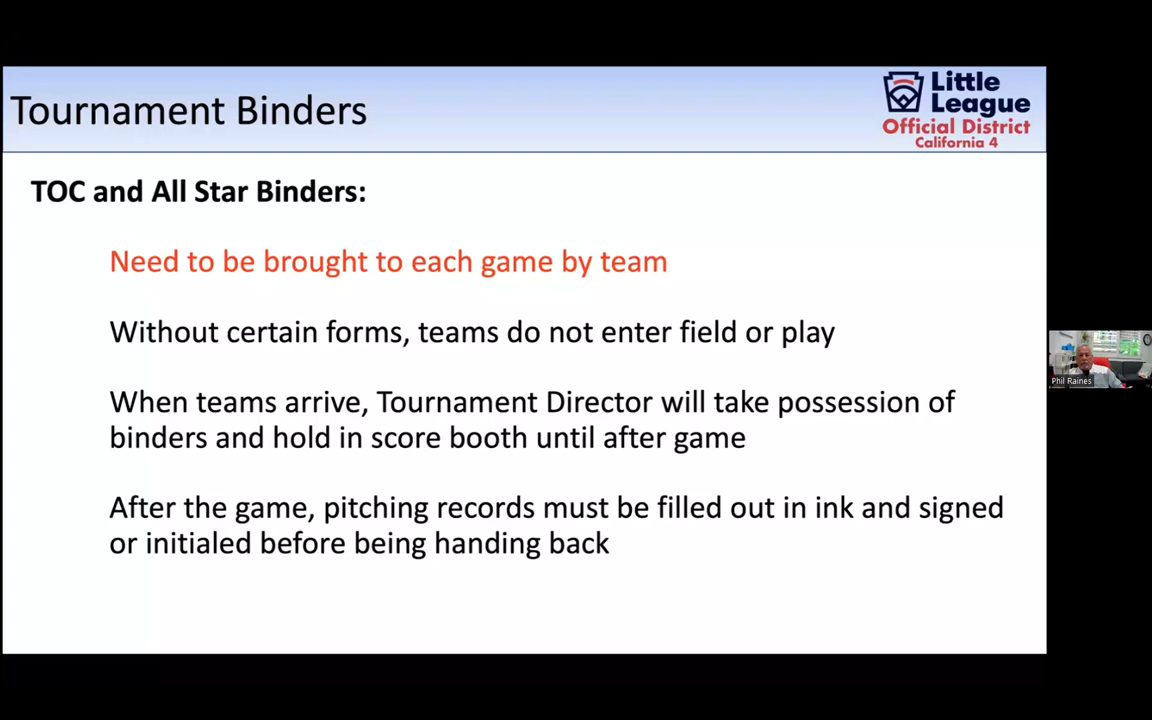 Tournament Binders
Little
League
Official District
California 4
TOC and All Star Binders:
Need to be brought to each game by team
Without certain forms, teams do not enter field or play
When teams arrive, Tournament Director will take possession of
binders and hold in score booth until after game
After the game, pitching records must be filled out in ink and signed
or initialed before being handing back
Phil Raines